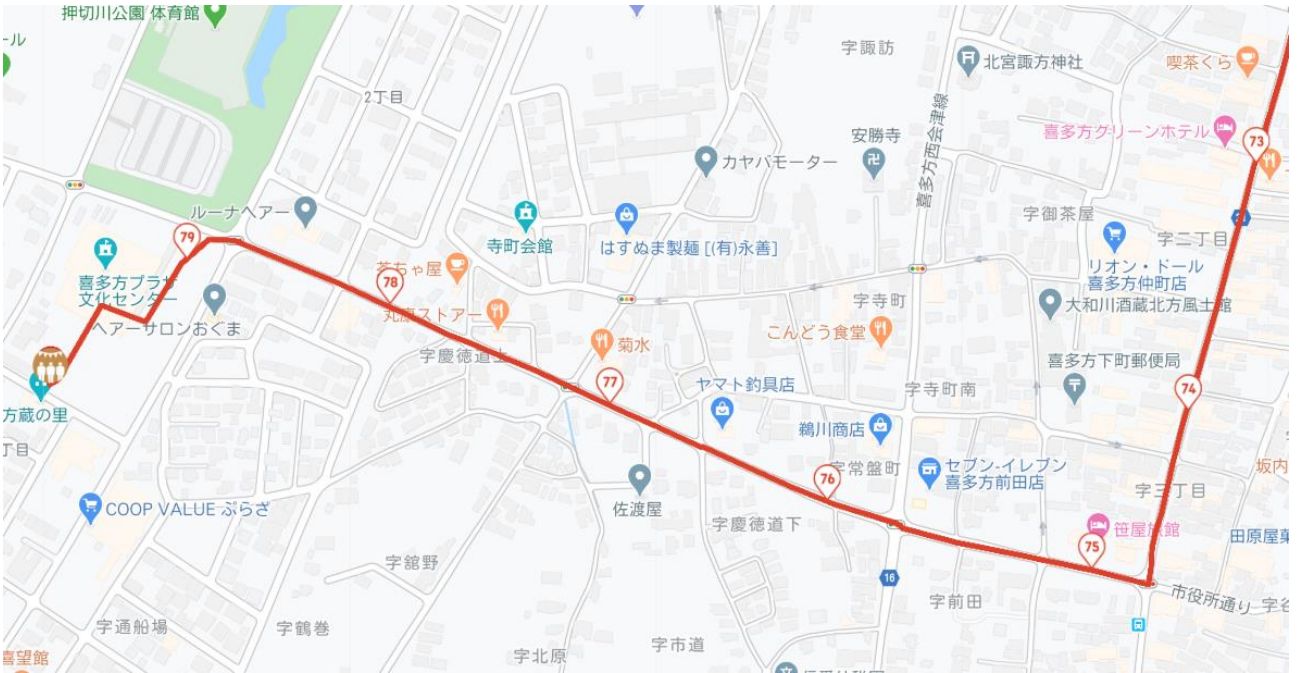 押切川公園 体育館
ール
2丁目
字諏訪
北宮諏方神社
喫茶くら
喜多方グリーンホテル
73
安勝寺
カヤバモーター
喜多方西会津線
ルーナヘアー
79
寺町会館
はすぬま製麺 [(有)永善]
字御茶屋
字二丁目
リオン・ドール
喜多方仲町店
喜多方プラザ
文化センター
茶ちゃ屋
78
ヘアーサロンおぐま
丸康ストアー
字寺町
大和川酒蔵北方風土館
こんどう食堂
菊水
字慶徳道上
喜多方下町郵便局
77
ヤマト釣具店
字寺町南
74
方蔵の里
鵜川商店
丁目
字常盤町
セブン-イレブン
喜多方前田店
坂内
76
字三丁目
COOP VALUE ぷらざ
佐渡屋
字慶徳道下
笹屋旅館
田原屋菓
75
字舘野
16
字前田
市役所通り
字谷
字通船場
字鶴巻
字市道
字北原
喜望館